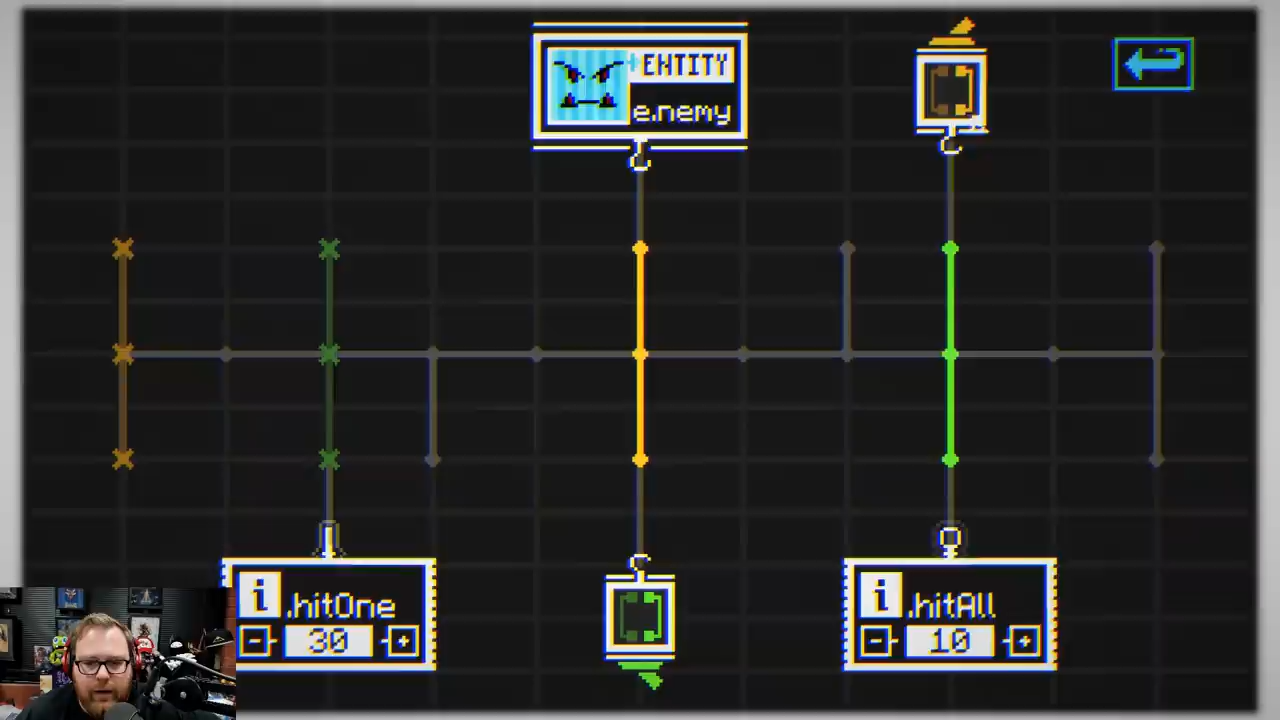 ENTITY
e.nemy
i .hitOne
- 30 +
i .hitAll
- 10 +